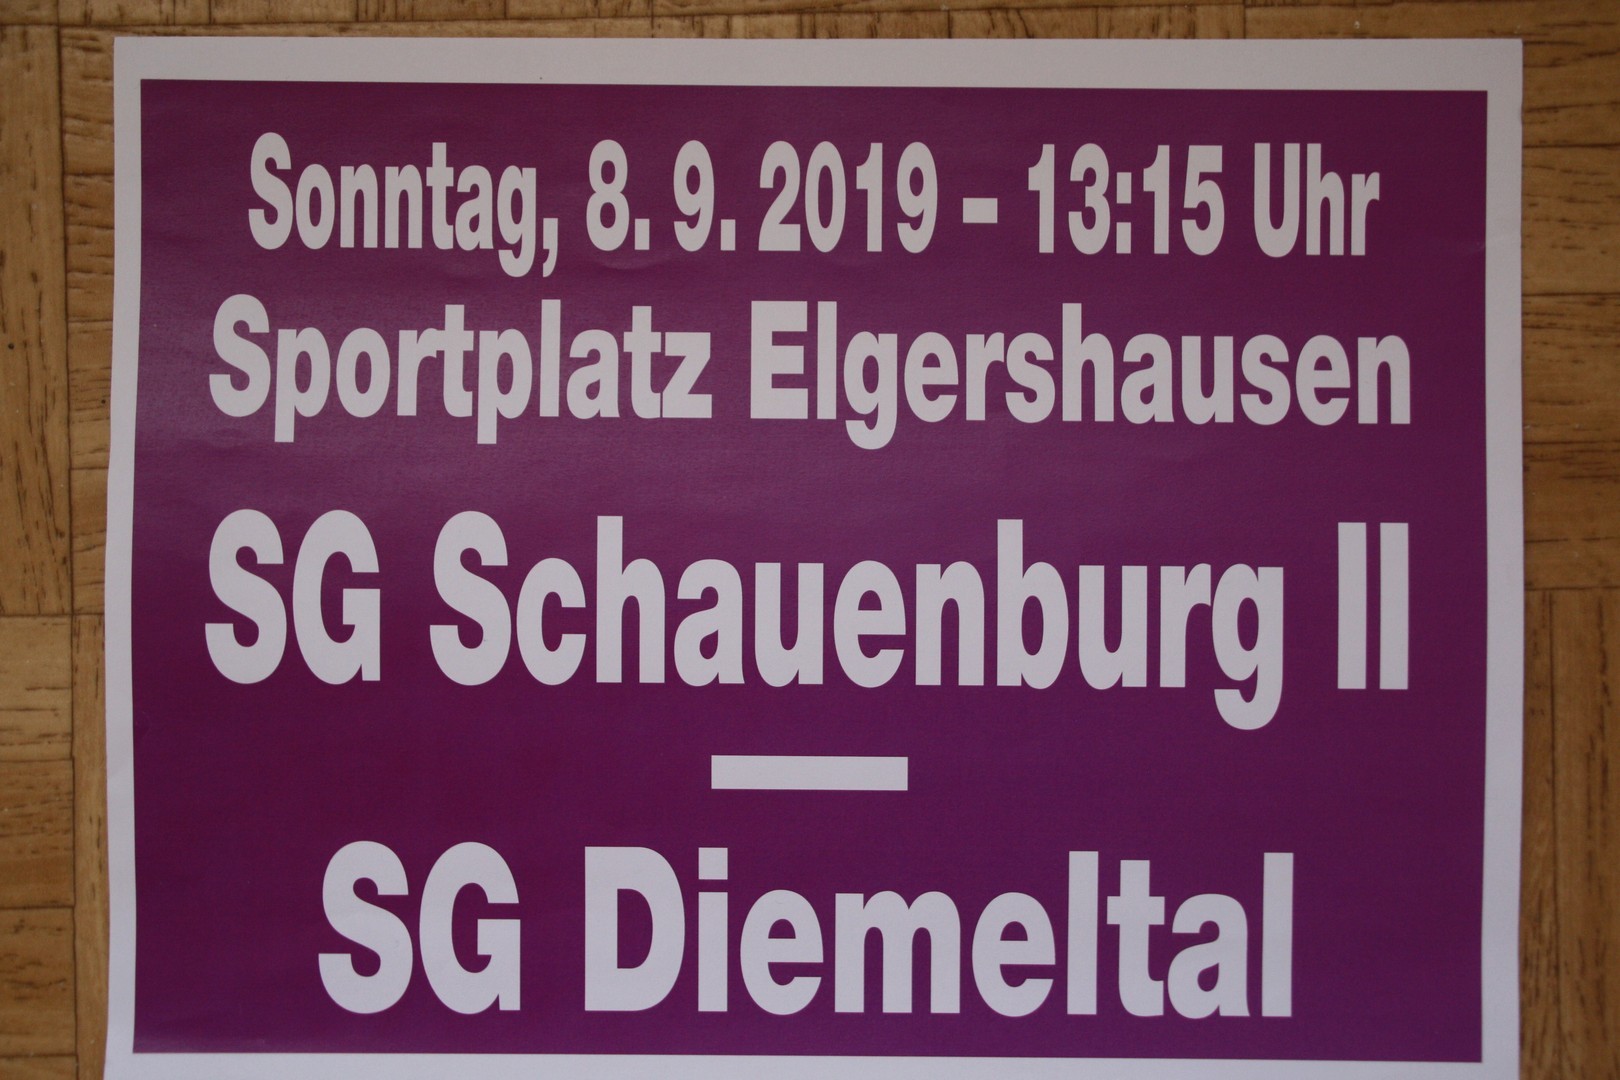 Sonntag, 8. 9. 2019 – 13:15 Uhr
Sportplatz Elgershausen
SG Schauenburg II
—
SG Diemeltal